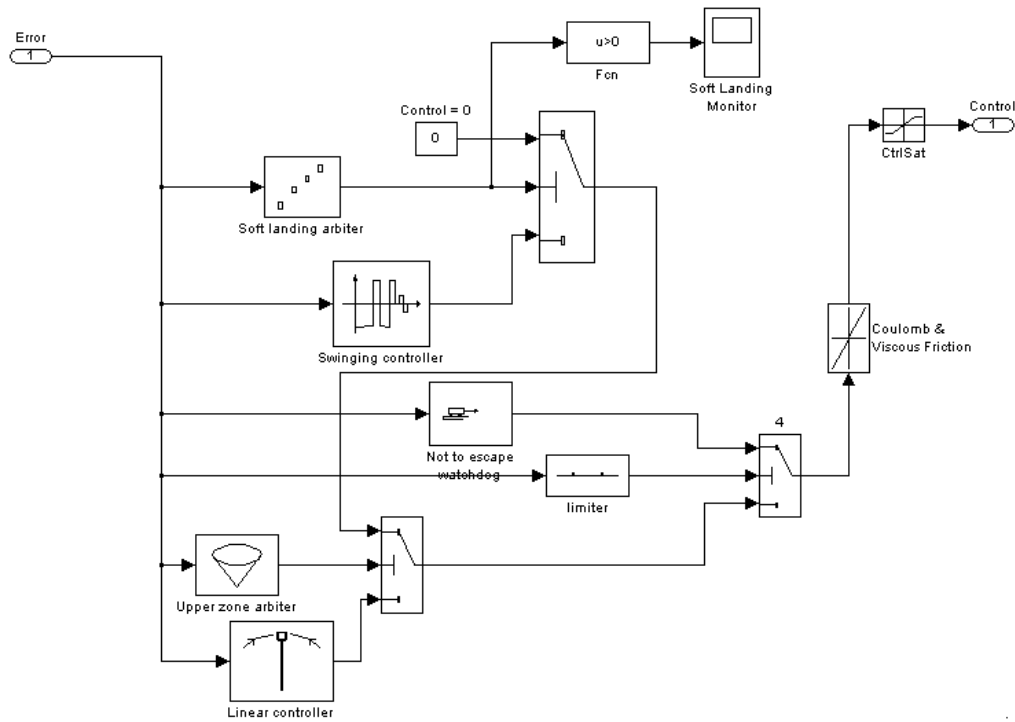 Error
1
u>0
Fcn
Soft Landing
Monitor
Control = 0
0
Control
1
CtrlSat
Soft landing arbiter
Swinging controller
Coulomb &
Viscous Friction
Not to escape
watchdog
4
limiter
Upper zone arbiter
Linear controller